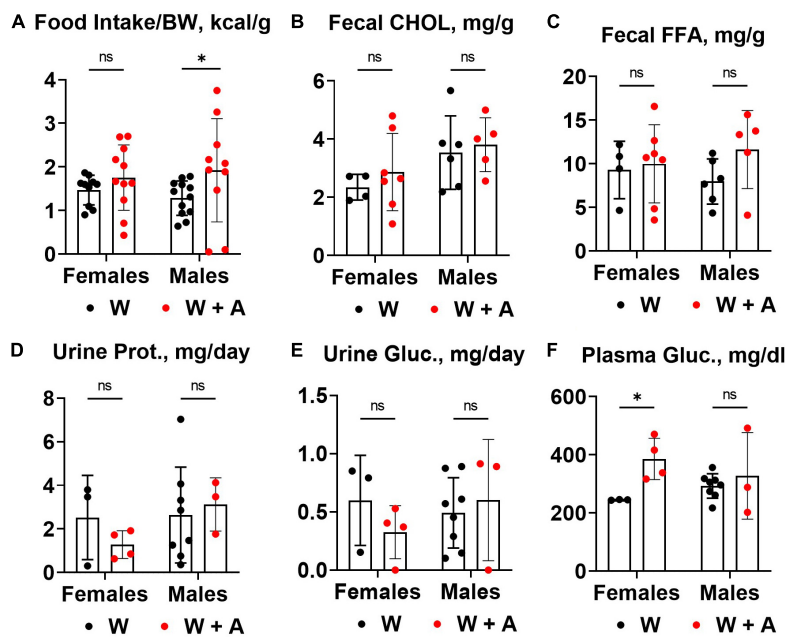 A Food Intake/BW, kcal/g
ns
*
4
3
2
1
0
Females Males
W W + A
B Fecal CHOL, mg/g
ns
ns
6
4
2
0
Females Males
W W + A
C Fecal FFA, mg/g
ns
ns
20
15
10
5
0
Females Males
W W + A
D Urine Prot., mg/day
ns
ns
8
6
4
2
0
Females Males
W W + A
E Urine Gluc., mg/day
ns
ns
1.5
1.0
0.5
0.0
Females Males
W W + A
F Plasma Gluc., mg/dl
*
ns
600
400
200
0
Females Males
W W + A